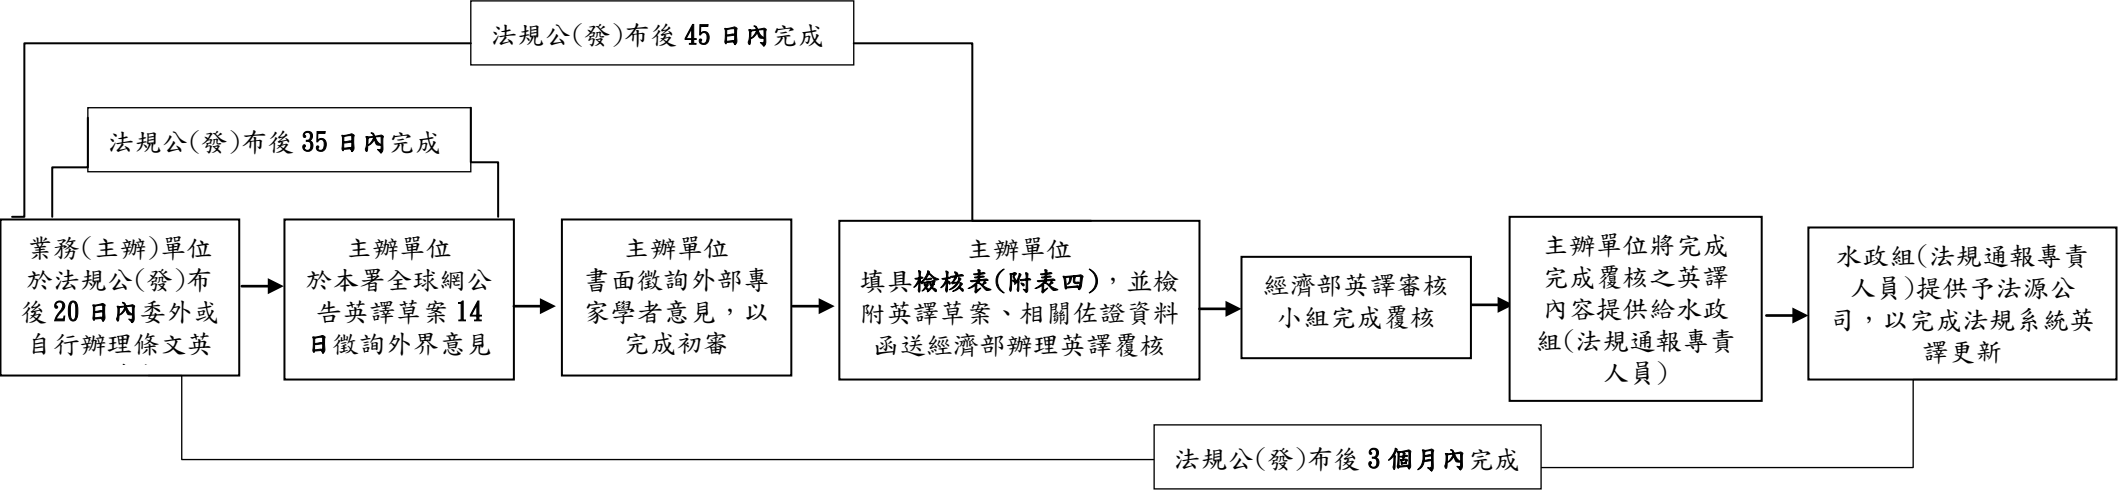 法規公(發)布後 45 日內完成
法規公(發)布後 35 日內完成
業務(主辦)單位
於法規公(發)布
後 20 日內委外或
自行辦理條文英
主辦單位
於本署全球網公
告英譯草案 14
日徵詢外界意見
主辦單位
書面徵詢外部專
家學者意見，以
完成初審
主辦單位
填具檢核表(附表四)，並檢
附英譯草案、相關佐證資料
函送經濟部辦理英譯覆核
經濟部英譯審核
小組完成覆核
主辦單位將完成
完成覆核之英譯
內容提供給水政
組(法規通報專責
人員)
水政組(法規通報專責
人員)提供予法源公
司，以完成法規系統英
譯更新
法規公(發)布後 3 個月內完成